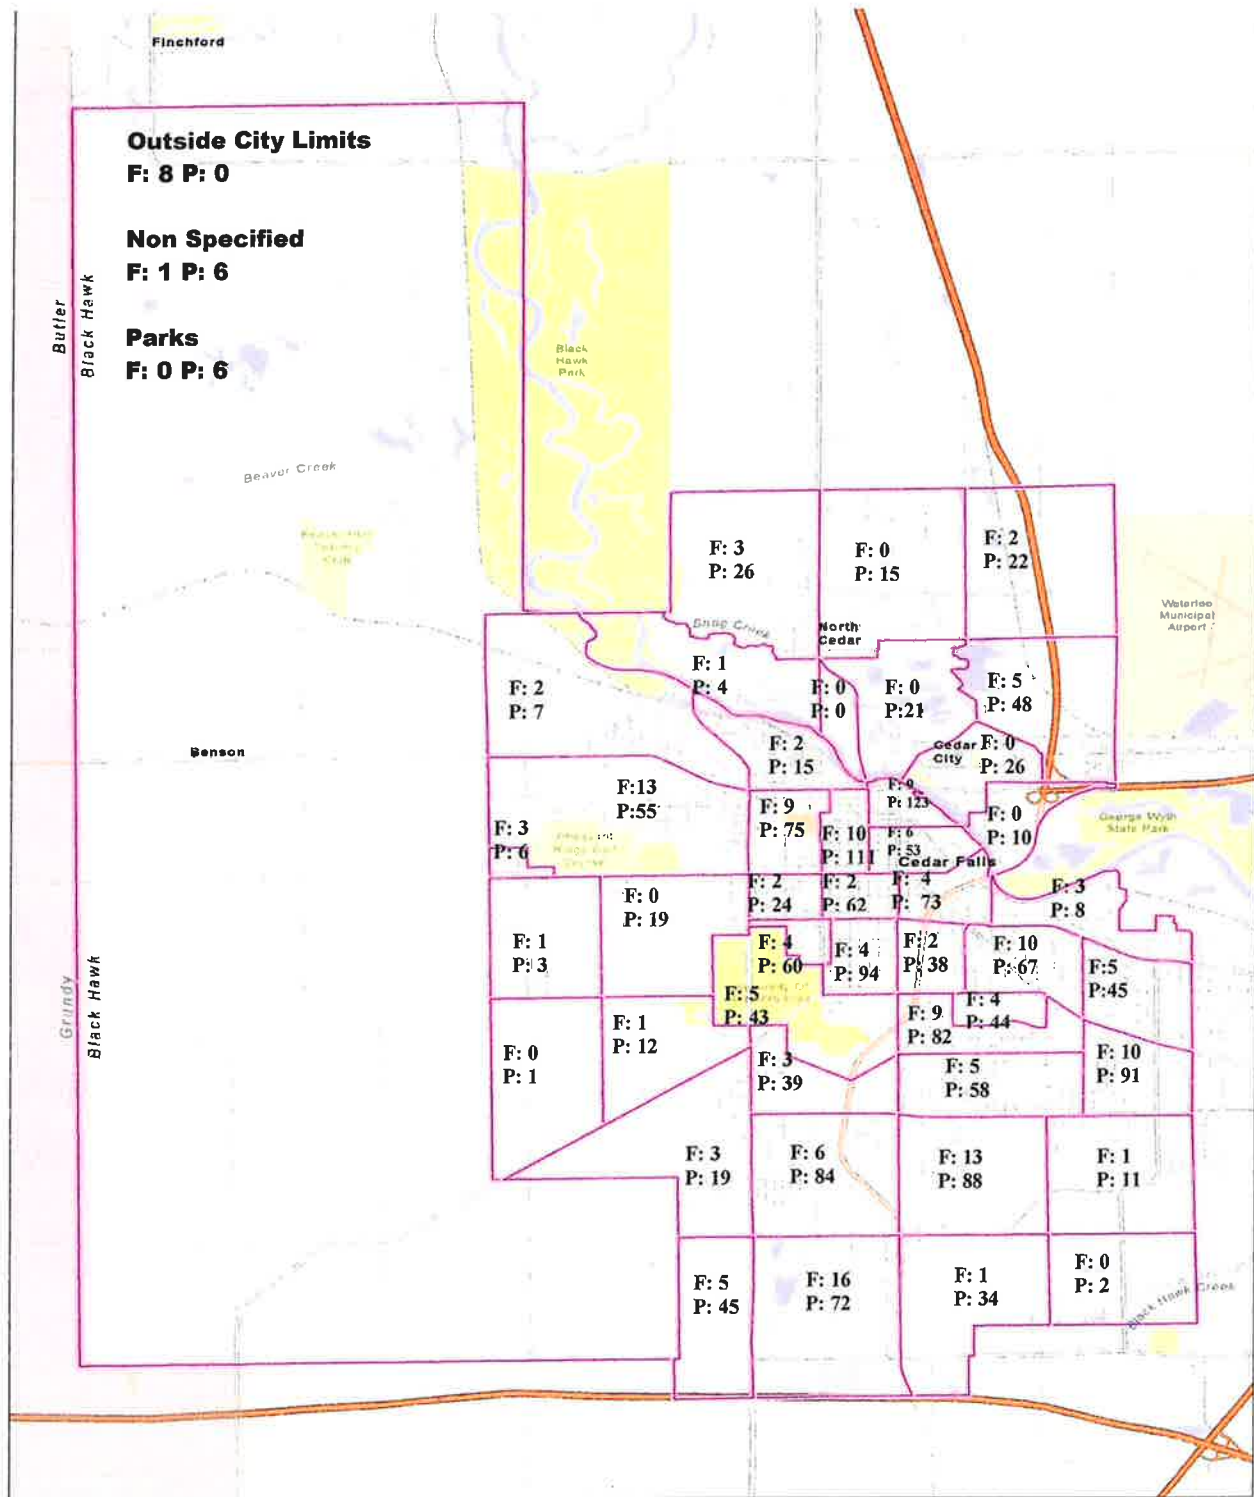 Finchford
Outside City Limits
F: 8 P: 0
Non Specified
F: 1 P: 6
Parks
F: 0 P: 6
Butler
Black Hawk
Black
Hawk
Park
Beaver Creek
F: 3
P: 26
F: 0
P: 15
F: 2
P: 22
Waterloo
Municipal
Airport
Snag Creek
North
Cedar
F: 1
P: 4
F: 2
P: 7
F: 0
P: 0
F: 0
P:21
F: 5
P: 48
Benson
F: 2
P: 15
Cedar
City
F: 0
P: 26
F:13
P:55
F: 9
P: 75
F: 9
P: 123
F: 0
P: 10
George Wyth
State Park
F: 3
P: 6
F: 10
P: 111
F: 6
P: 53
Cedar Falls
F: 0
P: 19
F: 2
P: 24
F: 2
P: 62
F: 4
P: 73
F: 3
P: 8
F: 1
P: 3
F: 4
P: 60
F: 4
P: 94
F: 2
P: 38
F: 10
P: 67
F:5
P:45
Grundy
Black Hawk
F: 5
P: 43
F: 9
P: 82
F: 4
P: 44
F: 1
P: 12
F: 0
P: 1
F: 3
P: 39
F: 5
P: 58
F: 10
P: 91
F: 3
P: 19
F: 6
P: 84
F: 13
P: 88
F: 1
P: 11
F: 5
P: 45
F: 16
P: 72
F: 1
P: 34
F: 0
P: 2
Black Hawk Creek